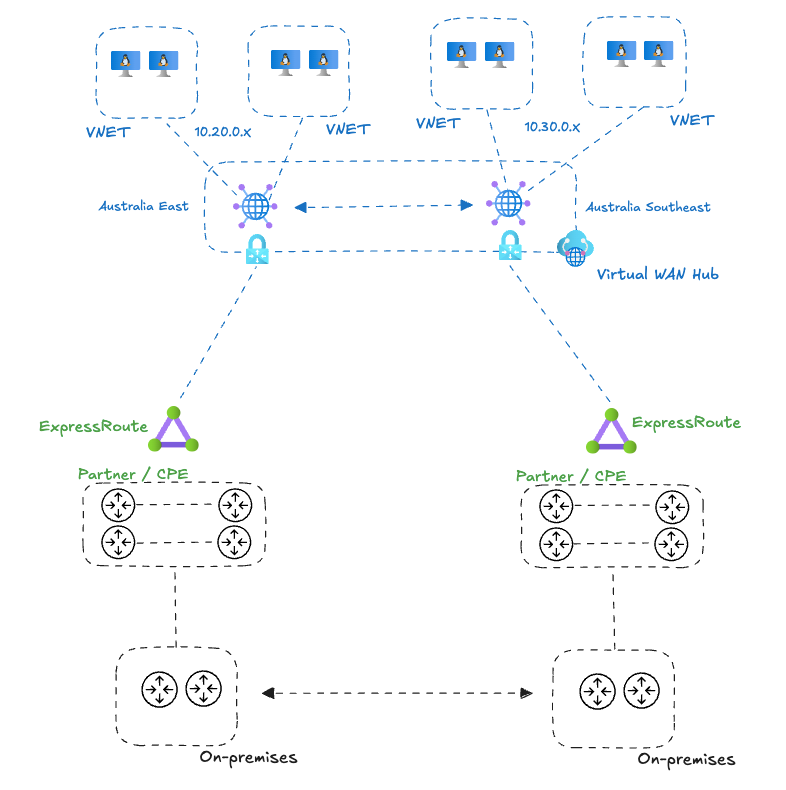 VNET
10.20.0.x
VNET
VNET
10.30.0.x
VNET
Australia East
Australia Southeast
Virtual WAN Hub
ExpressRoute
ExpressRoute
Partner / CPE
Partner / CPE
On-premises
On-premises